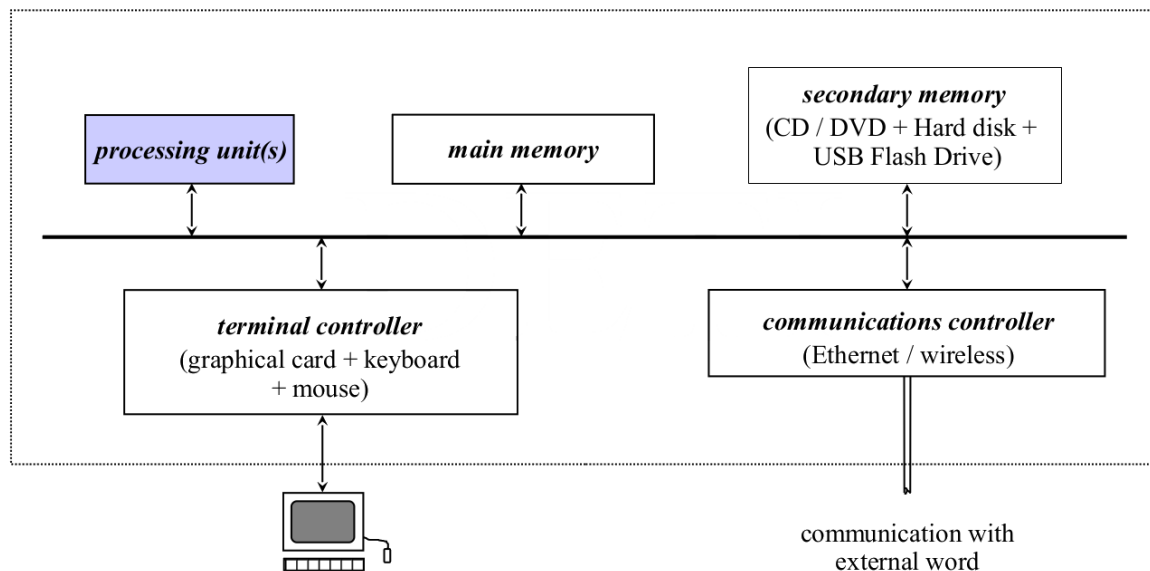 secondary memory
(CD / DVD + Hard disk +
USB Flash Drive)
processing unit(s)
main memory
terminal controller
(graphical card + keyboard
+ mouse)
communications controller
(Ethernet / wireless)
communication with
external word